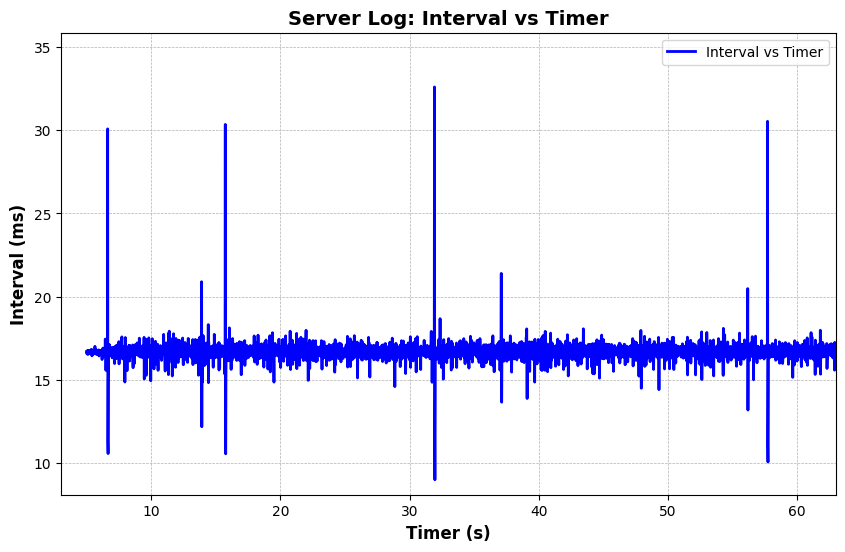 Server Log: Interval vs Timer
Interval vs Timer
35
30
25
20
15
10
Interval (ms)
10 20 30 40 50 60
Timer (s)